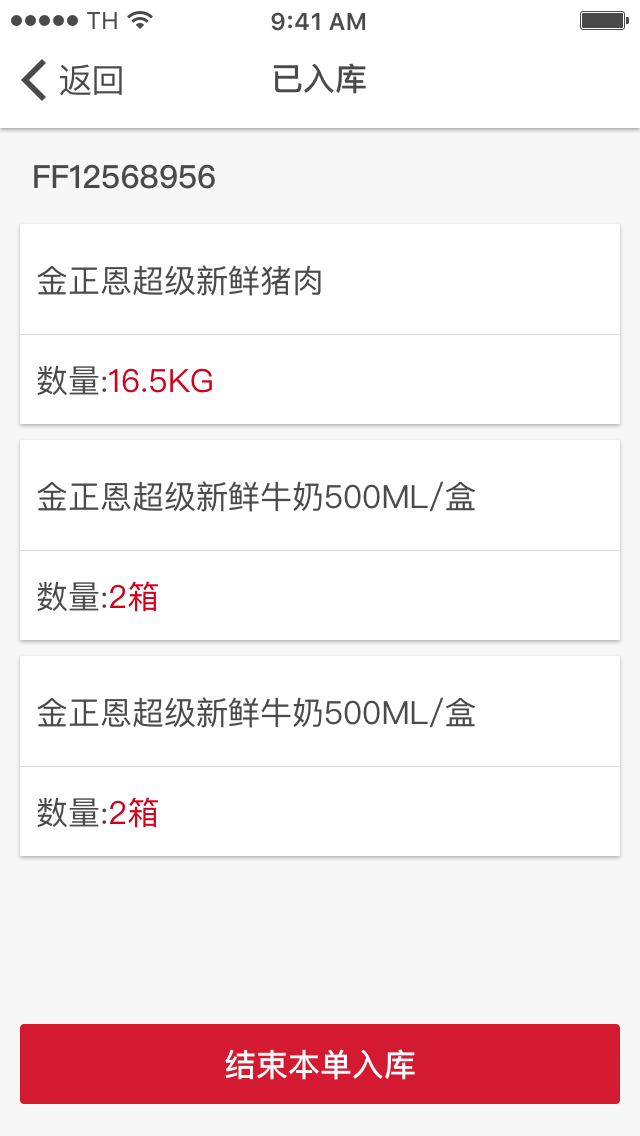 TH
9:41 AM
返回
已入库
FF12568956
金正恩超级新鲜猪肉
数量:16.5KG
金正恩超级新鲜牛奶500ML/盒
数量:2箱
金正恩超级新鲜牛奶500ML/盒
数量:2箱
结束本单入库